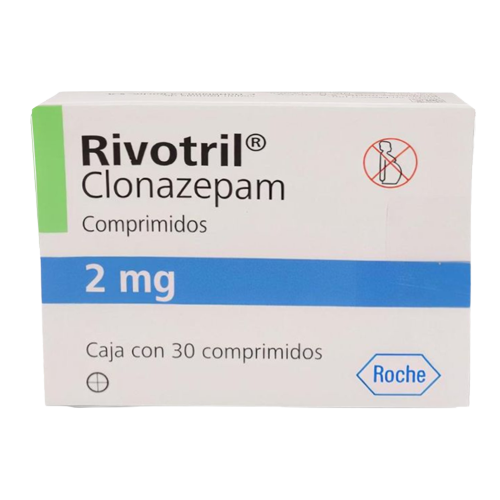 Rivotril®
Clonazepam
Comprimidos
2 mg
Caja con 30 comprimidos
Roche